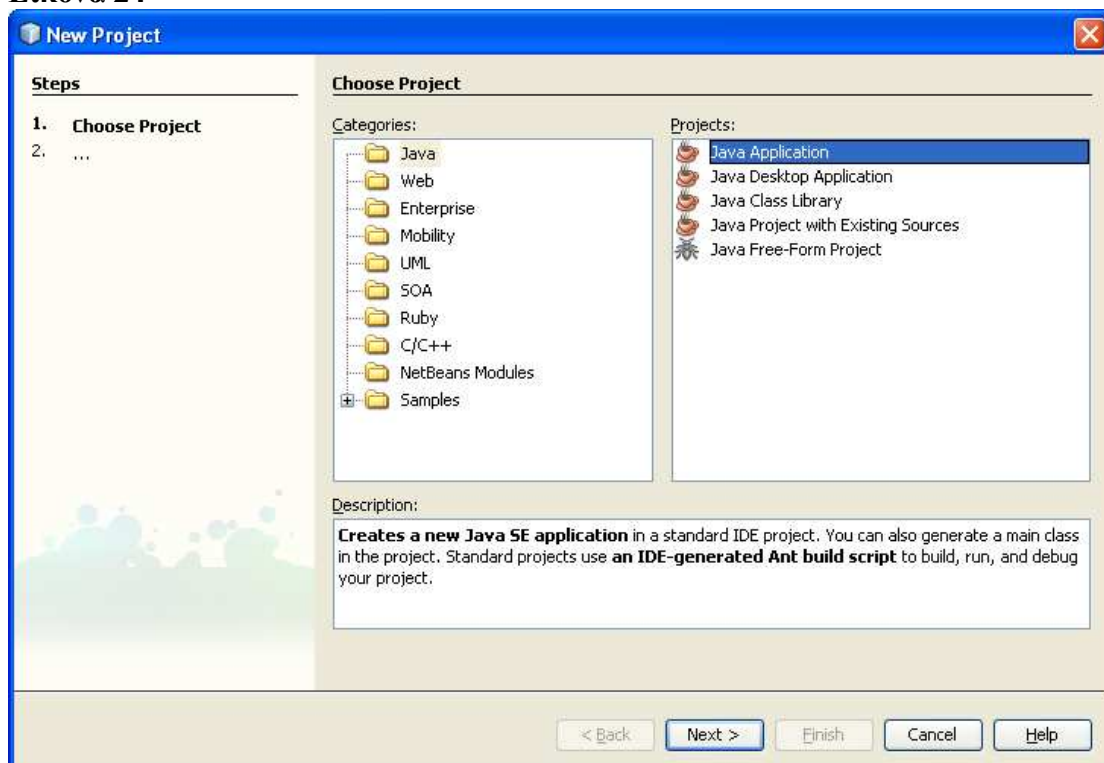 New Project
Steps
1. Choose Project
2. ...
Choose Project
Categories:
Java
Web
Enterprise
Mobility
UML
SOA
Ruby
C/C++
NetBeans Modules
Samples
Projects:
Java Application
Java Desktop Application
Java Class Library
Java Project with Existing Sources
Java Free-Form Project
Description:
Creates a new Java SE application in a standard IDE project. You can also generate a main class
in the project. Standard projects use an IDE-generated Ant build script to build, run, and debug
your project.
< Back
Next >
Finish
Cancel
Help